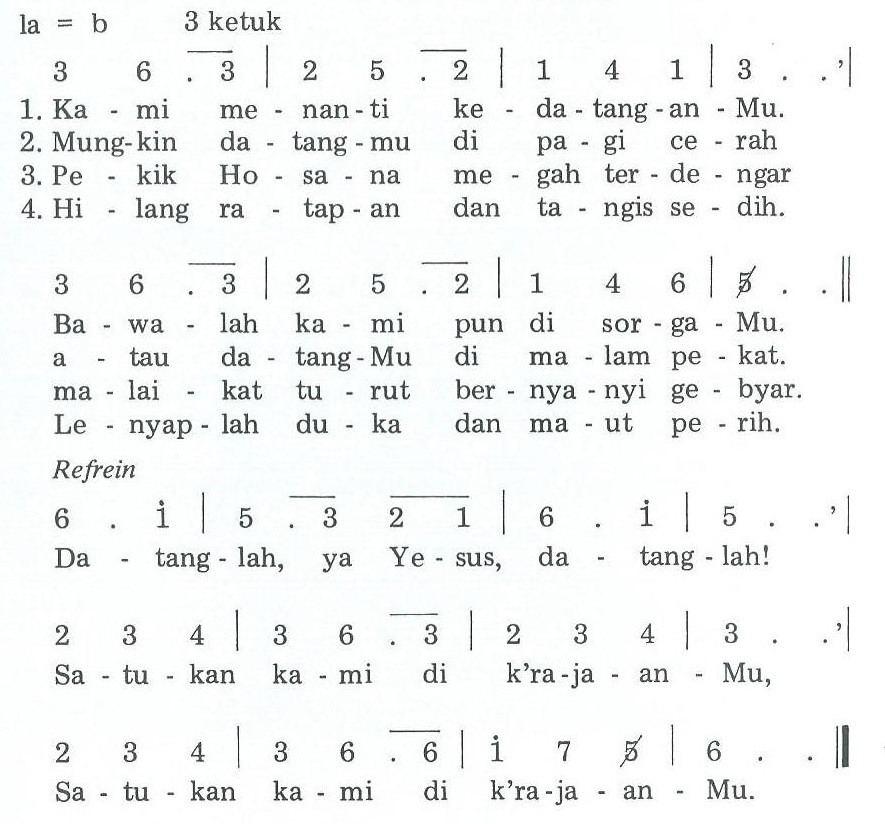 la = b 3 ketuk
3 6 . 3 | 2 5 . 2 | 1 4 1 | 3 . . ’|
1. Ka - mi me - nan - ti ke - da - tang - an - Mu.
2. Mung-kin da - tang - mu di pa - gi ce - rah
3. Pe - kik Ho - sa - na me - gah ter - de - ngar
4. Hi - lang ra - tap - an dan ta - ngis se - dih.
3 6 . 3 | 2 5 . 2 | 1 4 6 | 5̸ . . ||
Ba - wa - lah ka - mi pun di sor - ga - Mu.
a - tau da - tang - Mu di ma - lam pe - kat.
ma - lai - kat tu - rut ber - nya - nyi ge - byar.
Le - nyap - lah du - ka dan ma - ut pe - rih.
Refrein
6 . i | 5 . 3 2 1 | 6 . i | 5 . . ’|
Da - tang - lah, ya Ye - sus, da - tang - lah!
2 3 4 | 3 6 . 3 | 2 3 4 | 3 . . ’|
Sa - tu - kan ka - mi di k’ra - ja - an - Mu,
2 3 4 | 3 6 . 6 | i 7 5̸ | 6 . . ||
Sa - tu - kan ka - mi di k’ra - ja - an - Mu.